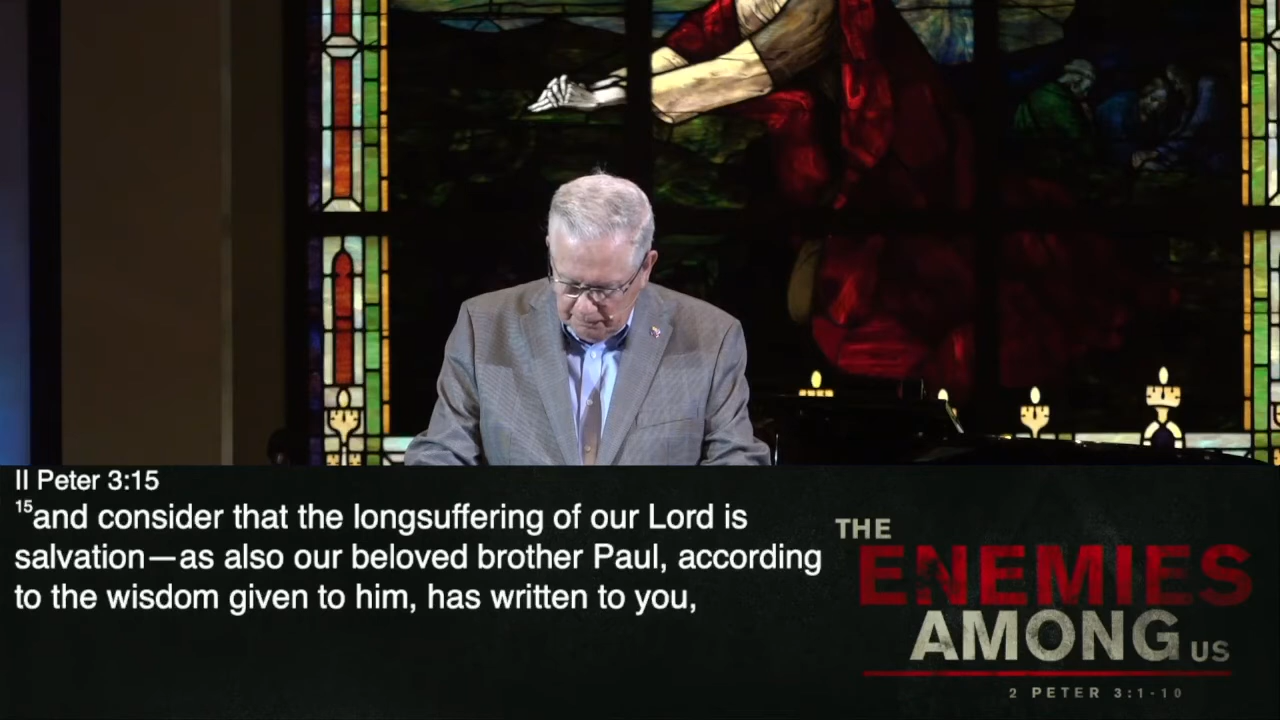 II Peter 3:15
15and consider that the longsuffering of our Lord is
salvation—as also our beloved brother Paul, according
to the wisdom given to him, has written to you,
THE
ENEMIES
AMONG US
2 PETER 3:1-10